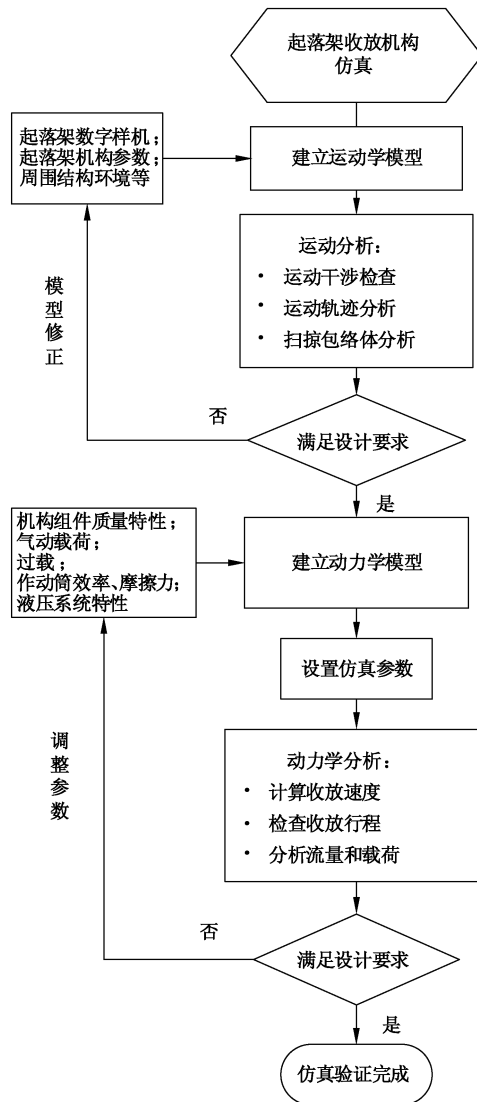 起落架收放机构
仿真
起落架数字样机；
起落架机构参数；
周围结构环境等
建立运动学模型
运动分析：
· 运动干涉检查
· 运动轨迹分析
· 扫掠包络体分析
模型修正
否
满足设计要求
是
机构组件质量特性；
气动载荷；
过载；
作动筒效率、摩擦力；
液压系统特性
建立动力学模型
设置仿真参数
动力学分析：
· 计算收放速度
· 检查收放行程
· 分析流量和载荷
调整参数
否
满足设计要求
是
仿真验证完成